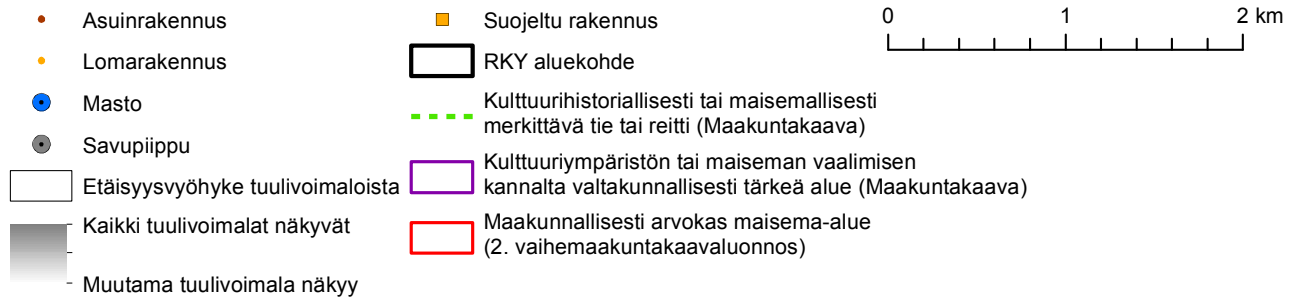 Asuinrakennus
Lomarakennus
Masto
Savupiippu
Etäisyysvyöhyke tuulivoimaloista
Kaikki tuulivoimalat näkyvät
Muutama tuulivoimala näkyy
Suojeltu rakennus
RKY aluekohde
Kulttuurihistoriallisesti tai maisemallisesti
merkittävä tie tai reitti (Maakuntakaava)
Kulttuuriympäristön tai maiseman vaalimisen
kannalta valtakunnallisesti tärkeä alue (Maakuntakaava)
Maakunnallisesti arvokas maisema-alue
(2. vaihemaakuntakaavaluonnos)
0 1 2 km